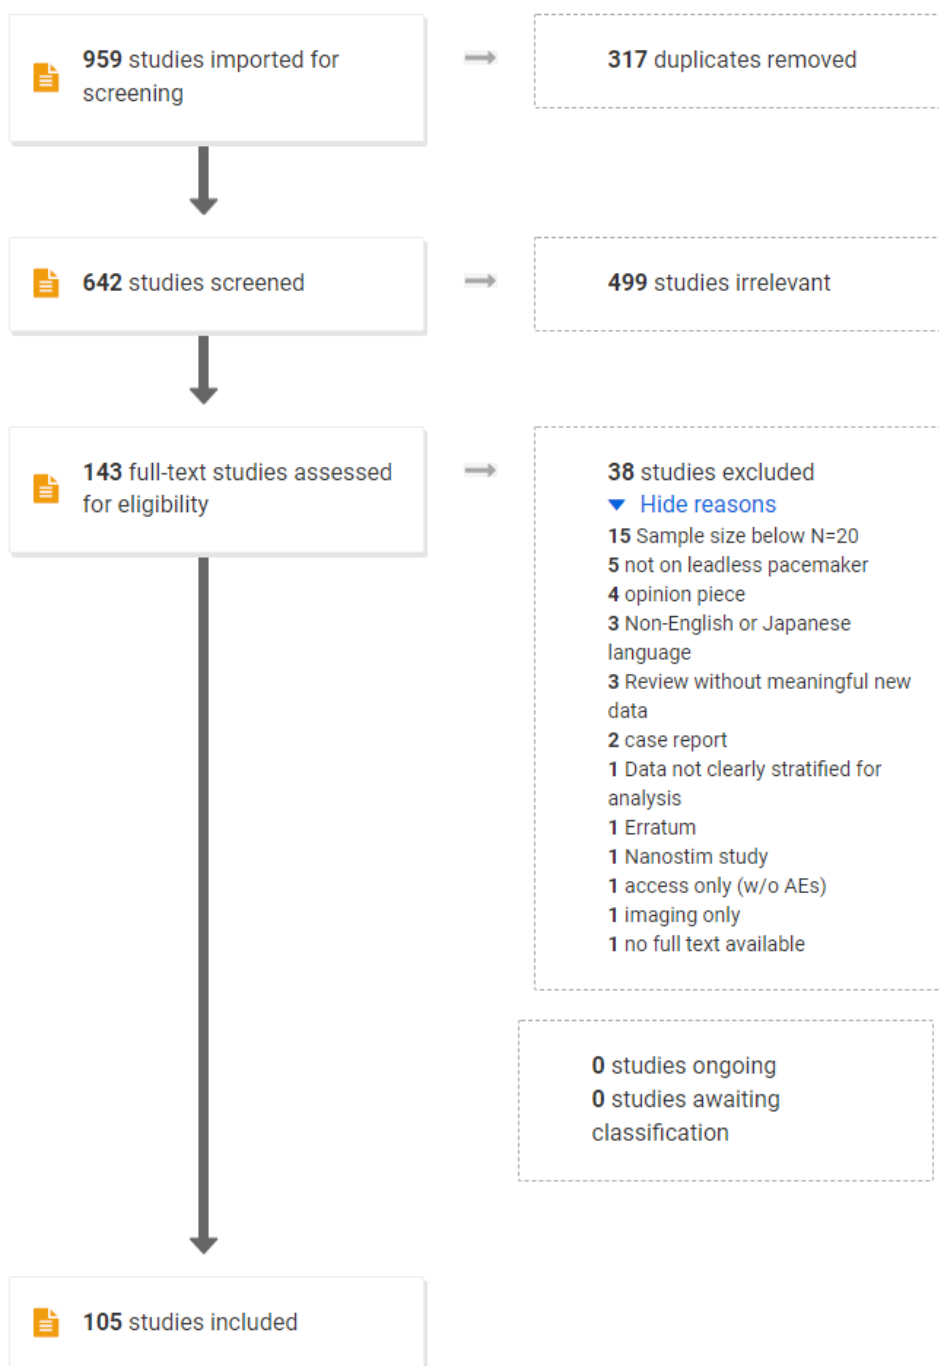 959 studies imported for
screening
317 duplicates removed
642 studies screened
499 studies irrelevant
143 full-text studies assessed
for eligibility
38 studies excluded
Hide reasons
15 Sample size below N=20
5 not on leadless pacemaker
4 opinion piece
3 Non-English or Japanese
language
3 Review without meaningful new
data
2 case report
1 Data not clearly stratified for
analysis
1 Erratum
1 Nanostim study
1 access only (w/o AEs)
1 imaging only
1 no full text available
0 studies ongoing
0 studies awaiting
classification
105 studies included